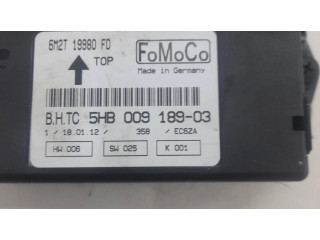 6M2T 19980 FD
FoMoCo
TOP
Made in Germany
B.H.TC 5HB 009 189-03
1 / 18.01.12 / 358 / EC6ZA
HW 006 SW 025 K 001